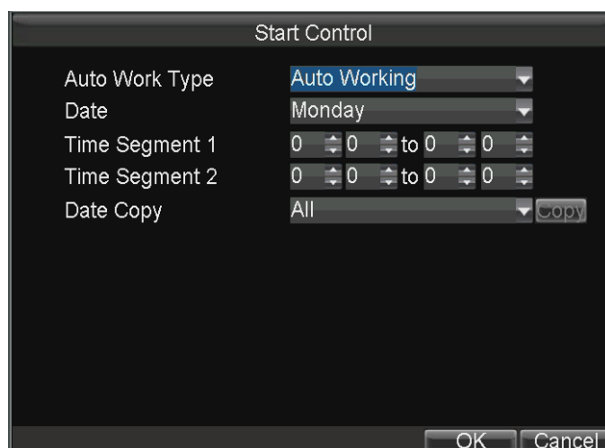 Start Control
Auto Work Type Auto Working
Date Monday
Time Segment 1 0 0 to 0 0
Time Segment 2 0 0 to 0 0
Date Copy All Copy
OK Cancel